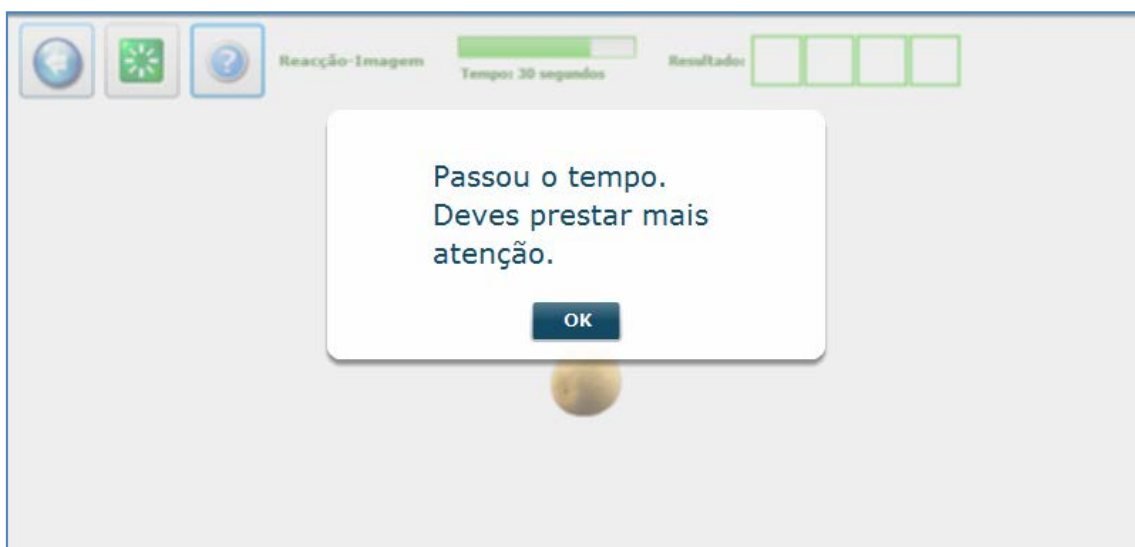 Reacção-Imagem
Tempo: 30 segundos
Resultado:
Passou o tempo.
Deves prestar mais
atenção.
OK